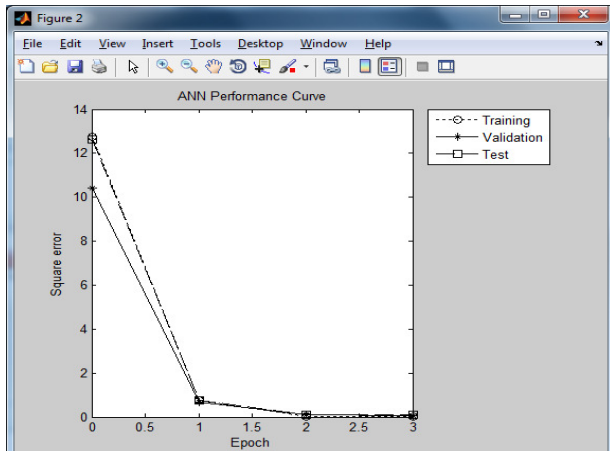 Figure 2
File Edit View Insert Tools Desktop Window Help
ANN Performance Curve
14
12
10
8
6
4
2
0
Square error
0 0.5 1 1.5 2 2.5 3
Epoch
Training
Validation
Test